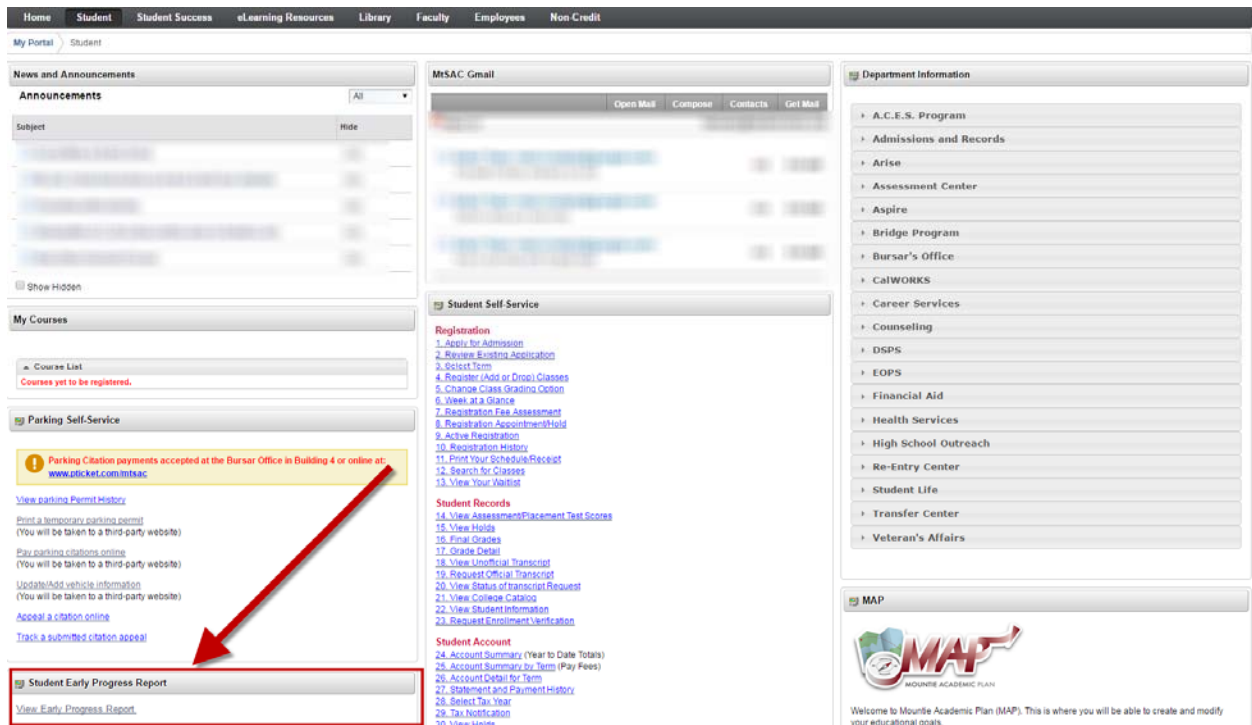 Home Student Student Success eLearning Resources Library Faculty Employees Non-Credit
My Portal Student
News and Announcements
Announcements All
Subject Hide
Show Hidden
My Courses
Course List
Courses yet to be registered.
Parking Self-Service
Parking Citation payments accepted at the Bursar Office in Building 4 or online at:
www.pticket.com/mtsac
View parking Permit History
Print a temporary parking permit
(You will be taken to a third-party website)
Pay parking citations online
(You will be taken to a third-party website)
Update/Add vehicle information
(You will be taken to a third-party website)
Appeal a citation online
Track a submitted citation appeal
Student Early Progress Report
View Early Progress Report.
MtSAC Gmail
Open Mail Compose Contacts Get Mail
Student Self-Service
Registration
1. Apply for Admission
2. Review Existing Application
3. Select Term
4. Register (Add or Drop) Classes
5. Change Class Grading Option
6. Week at a Glance
7. Registration Fee Assessment
8. Registration Appointment/Hold
9. Active Registration
10. Registration History
11. Print Your Schedule/Receipt
12. Search for Classes
13. View Your Waitlist
Student Records
14. View Assessment/Placement Test Scores
15. View Holds
16. Final Grades
17. Grade Detail
18. View Unofficial Transcript
19. Request Official Transcript
20. View Status of transcript Request
21. View College Catalog
22. View Student Information
23. Request Enrollment Verification
Student Account
24. Account Summary (Year to Date Totals)
25. Account Summary by Term (Pay Fees)
26. Account Detail for Term
27. Statement and Payment History
28. Select Tax Year
29. Tax Notification
30. View Holds
Department Information
A.C.E.S. Program
Admissions and Records
Arise
Assessment Center
Aspire
Bridge Program
Bursar's Office
CalWORKS
Career Services
Counseling
DSPS
EOPS
Financial Aid
Health Services
High School Outreach
Re-Entry Center
Student Life
Transfer Center
Veteran's Affairs
MAP
MAP
MOUNTIE ACADEMIC PLAN
Welcome to Mountie Academic Plan (MAP). This is where you will be able to create and modify
your educational goals.